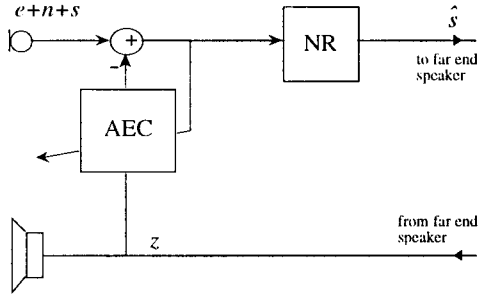 e+n+s
ŝ
+
NR
to far end
speaker
-
AEC
from far end
speaker
z